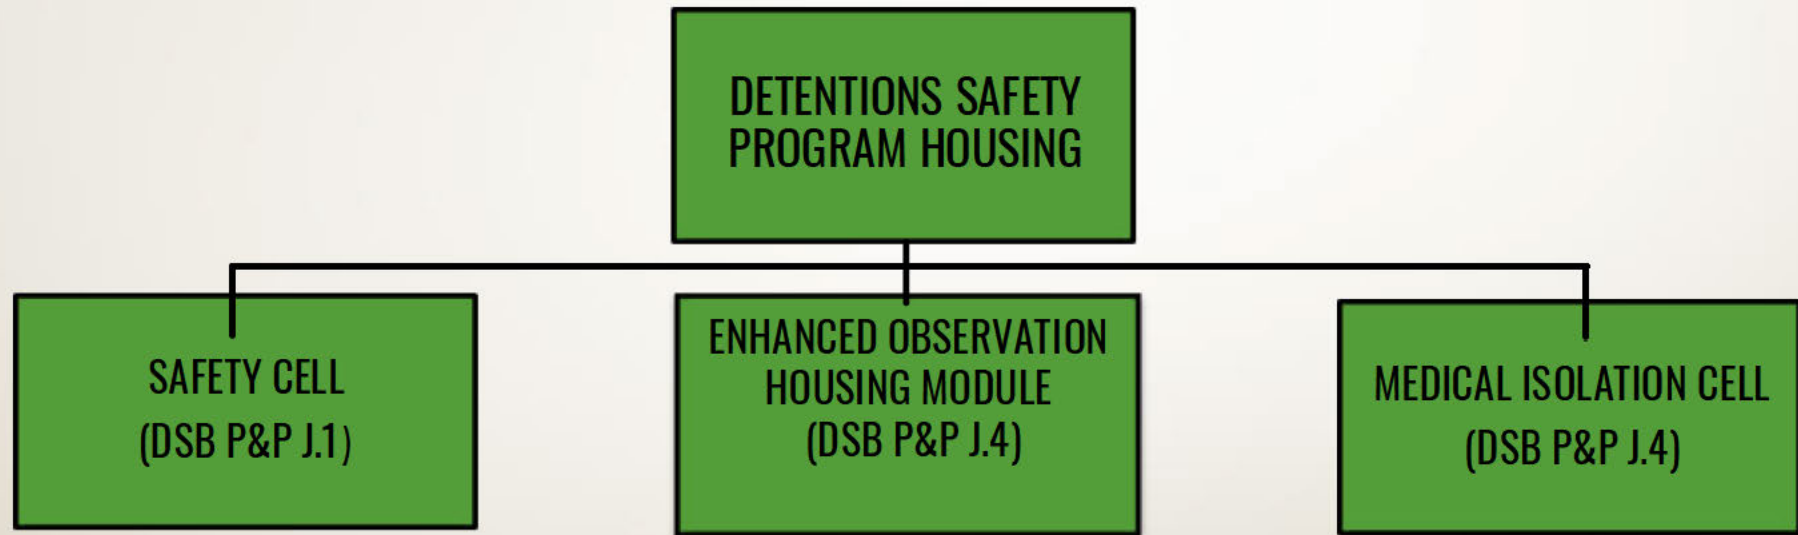 DETENTIONS SAFETY
PROGRAM HOUSING
SAFETY CELL
(DSB P&P J.1)
ENHANCED OBSERVATION
HOUSING MODULE
(DSB P&P J.4)
MEDICAL ISOLATION CELL
(DSB P&P J.4)